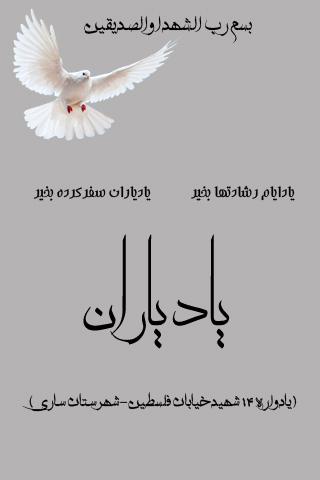 بسم رب الشهدا والصدیقین
یاد ایام رشادتها بخیر یاد یاران سفر کرده بخیر
یاد یاران
(یادواره ۱۴ شهید خیابان فلسطین-شهرستان ساری)